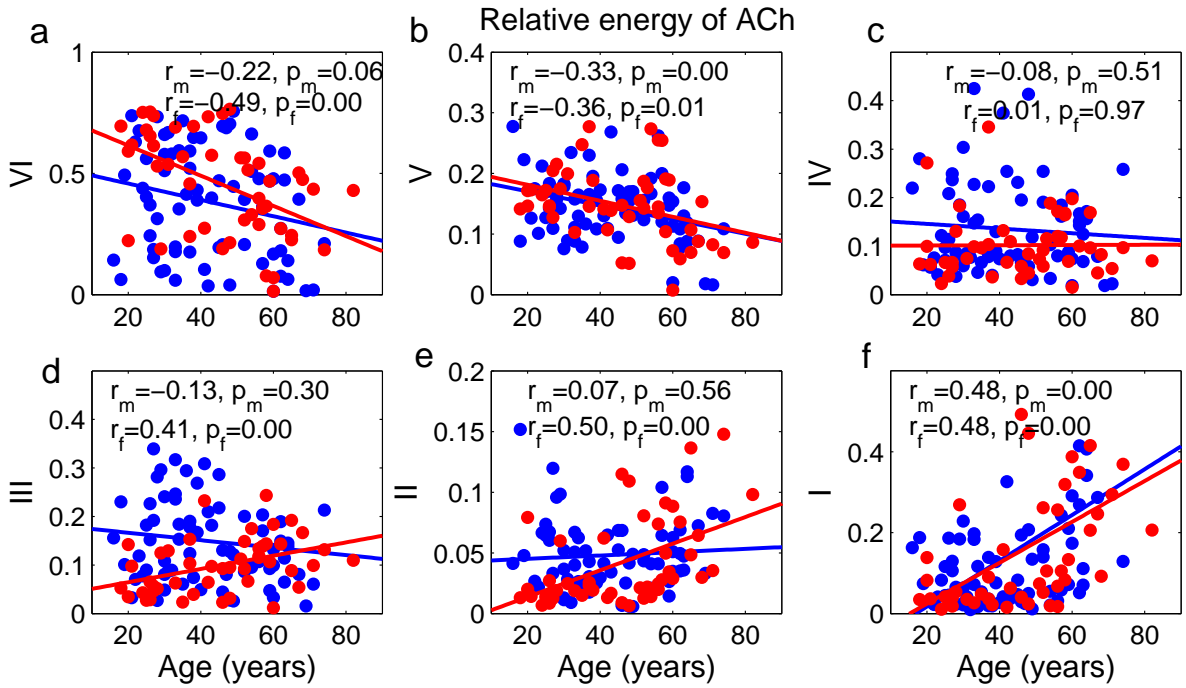 Relative energy of ACh
a
r_m=−0.22, p_m=0.06
r_f=−0.49, p_f=0.00
VI
1
0.5
0
20 40 60 80
b
r_m=−0.33, p_m=0.00
r_f=−0.36, p_f=0.01
V
0.4
0.3
0.2
0.1
0
20 40 60 80
c
r_m=−0.08, p_m=0.51
r_f=0.01, p_f=0.97
IV
0.4
0.3
0.2
0.1
0
20 40 60 80
d
r_m=−0.13, p_m=0.30
r_f=0.41, p_f=0.00
III
0.4
0.3
0.2
0.1
0
20 40 60 80
Age (years)
e
r_m=0.07, p_m=0.56
r_f=0.50, p_f=0.00
II
0.2
0.15
0.1
0.05
0
20 40 60 80
Age (years)
f
r_m=0.48, p_m=0.00
r_f=0.48, p_f=0.00
I
0.4
0.2
0
20 40 60 80
Age (years)